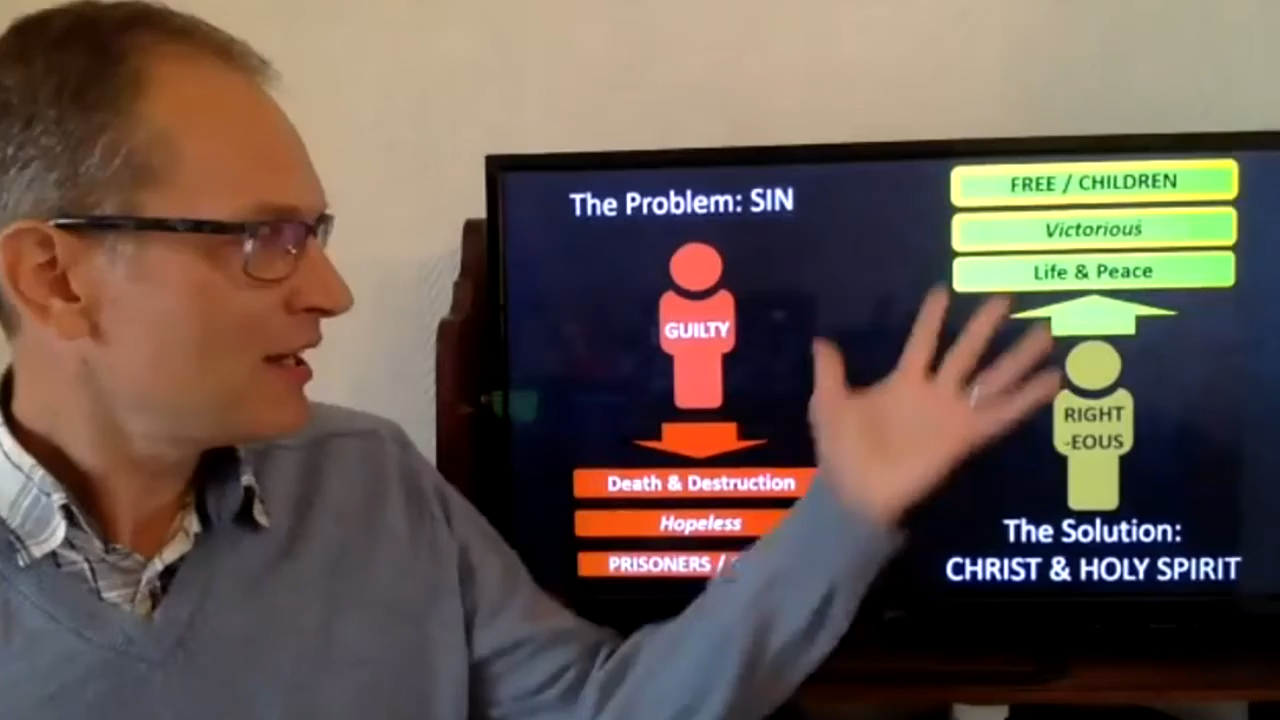 The Problem: SIN
GUILTY
Death & Destruction
Hopeless
PRISONERS /
FREE / CHILDREN
Victorious
Life & Peace
RIGHT
-EOUS
The Solution:
CHRIST & HOLY SPIRIT